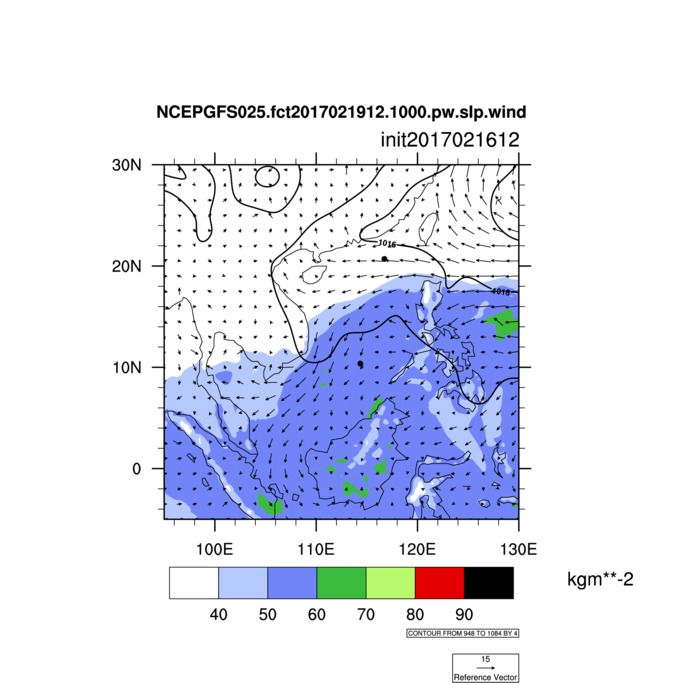 NCEPGFS025.fct2017021912.1000.pw.slp.wind
init2017021612
30N
20N
10N
0
1016
1016
100E 110E 120E 130E
kgm**-2
40 50 60 70 80 90
CONTOUR FROM 948 TO 1084 BY 4
15
Reference Vector